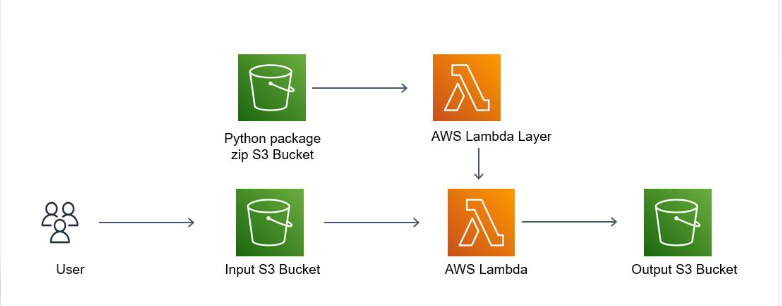 Python package
zip S3 Bucket
AWS Lambda Layer
User
Input S3 Bucket
AWS Lambda
Output S3 Bucket